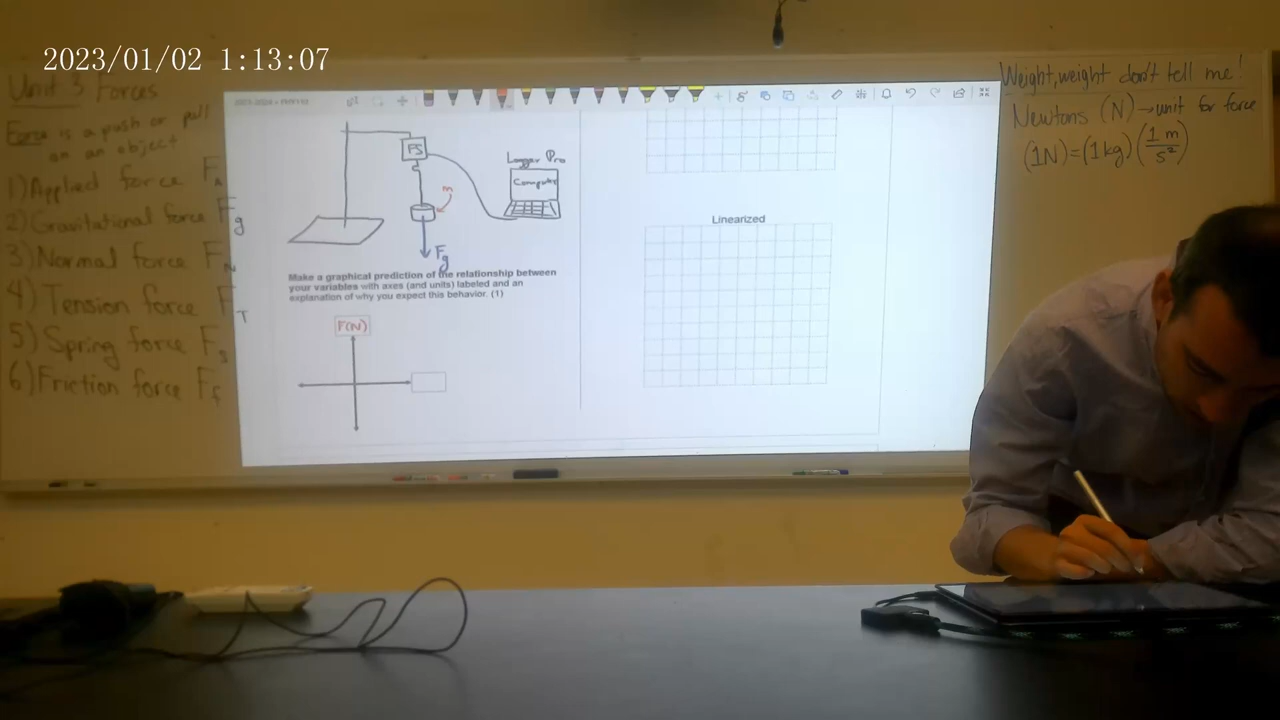 2023/01/02 1:13:07
Unit 3 Forces
Force is a push or pull
on an object
1) Applied force F
2) Gravitational force Fg
3) Normal force FN
4) Tension force FT
5) Spring force Fs
6) Friction force Ff
FS
m
Fg
Logger Pro
Computer
Make a graphical prediction of the relationship between
your variables with axes (and units) labeled and an
explanation of why you expect this behavior. (1)
F(N)
Linearized
Weight, weight don't tell me!
Newtons (N) → unit for force
(1N)=(1kg)(1 m/s²)